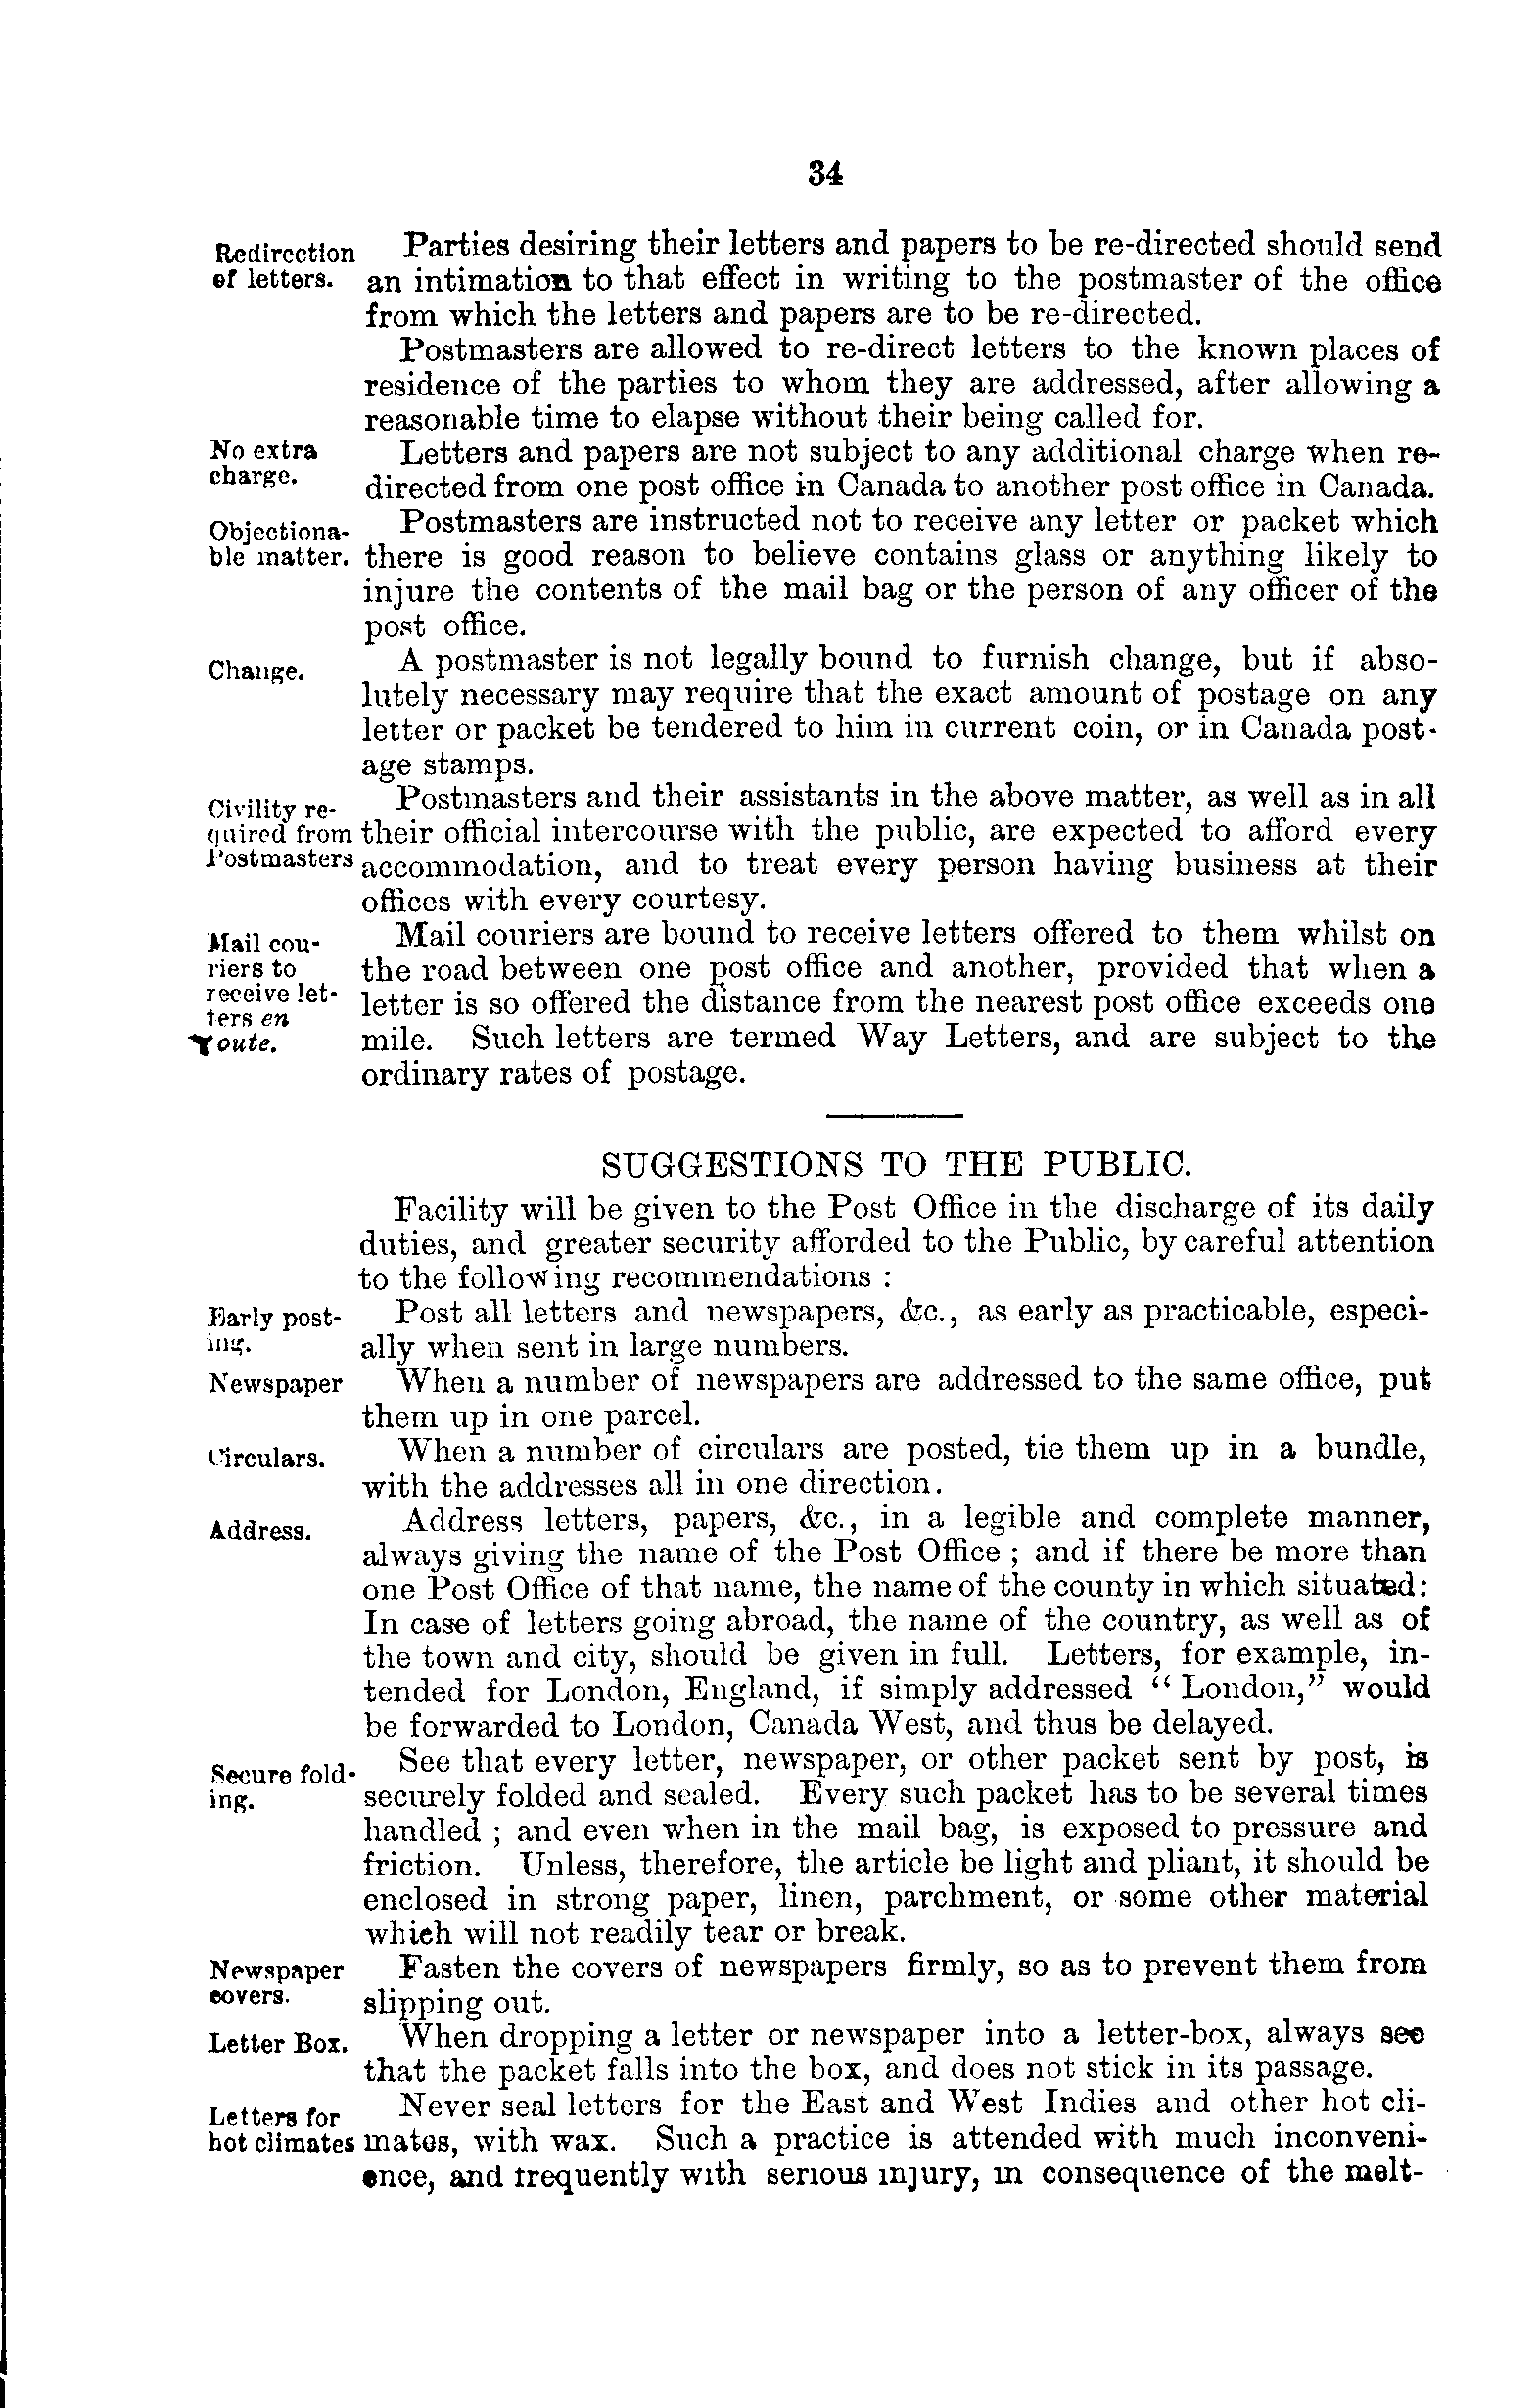 34
Redirection
of letters.
Parties desiring their letters and papers to be re-directed should send
an intimation to that effect in writing to the postmaster of the office
from which the letters and papers are to be re-directed.
Postmasters are allowed to re-direct letters to the known places of
residence of the parties to whom they are addressed, after allowing a
reasonable time to elapse without their being called for.
No extra
charge.
Letters and papers are not subject to any additional charge when re-
directed from one post office in Canada to another post office in Canada.
Objectiona-
ble matter.
Postmasters are instructed not to receive any letter or packet which
there is good reason to believe contains glass or anything likely to
injure the contents of the mail bag or the person of any officer of the
post office.
Change.
A postmaster is not legally bound to furnish change, but if abso-
lutely necessary may require that the exact amount of postage on any
letter or packet be tendered to him in current coin, or in Canada post-
age stamps.
Civility re-
quired from
Postmasters
Postmasters and their assistants in the above matter, as well as in all
their official intercourse with the public, are expected to afford every
accommodation, and to treat every person having business at their
offices with every courtesy.
Mail cou-
riers to
receive let-
ters en
route.
Mail couriers are bound to receive letters offered to them whilst on
the road between one post office and another, provided that when a
letter is so offered the distance from the nearest post office exceeds one
mile. Such letters are termed Way Letters, and are subject to the
ordinary rates of postage.
SUGGESTIONS TO THE PUBLIC.
Facility will be given to the Post Office in the discharge of its daily
duties, and greater security afforded to the Public, by careful attention
to the following recommendations :
Early post-
ing.
Post all letters and newspapers, &c., as early as practicable, especi-
ally when sent in large numbers.
Newspaper
When a number of newspapers are addressed to the same office, put
them up in one parcel.
Circulars.
When a number of circulars are posted, tie them up in a bundle,
with the addresses all in one direction.
Address.
Address letters, papers, &c., in a legible and complete manner,
always giving the name of the Post Office ; and if there be more than
one Post Office of that name, the name of the county in which situated:
In case of letters going abroad, the name of the country, as well as of
the town and city, should be given in full. Letters, for example, in-
tended for London, England, if simply addressed “ London,” would
be forwarded to London, Canada West, and thus be delayed.
Secure fold-
ing.
See that every letter, newspaper, or other packet sent by post, is
securely folded and sealed. Every such packet has to be several times
handled ; and even when in the mail bag, is exposed to pressure and
friction. Unless, therefore, the article be light and pliant, it should be
enclosed in strong paper, linen, parchment, or some other material
which will not readily tear or break.
Newspaper
covers.
Fasten the covers of newspapers firmly, so as to prevent them from
slipping out.
Letter Box.
When dropping a letter or newspaper into a letter-box, always see
that the packet falls into the box, and does not stick in its passage.
Letters for
hot climates
Never seal letters for the East and West Indies and other hot cli-
mates, with wax. Such a practice is attended with much inconveni-
ence, and frequently with serious injury, in consequence of the melt-